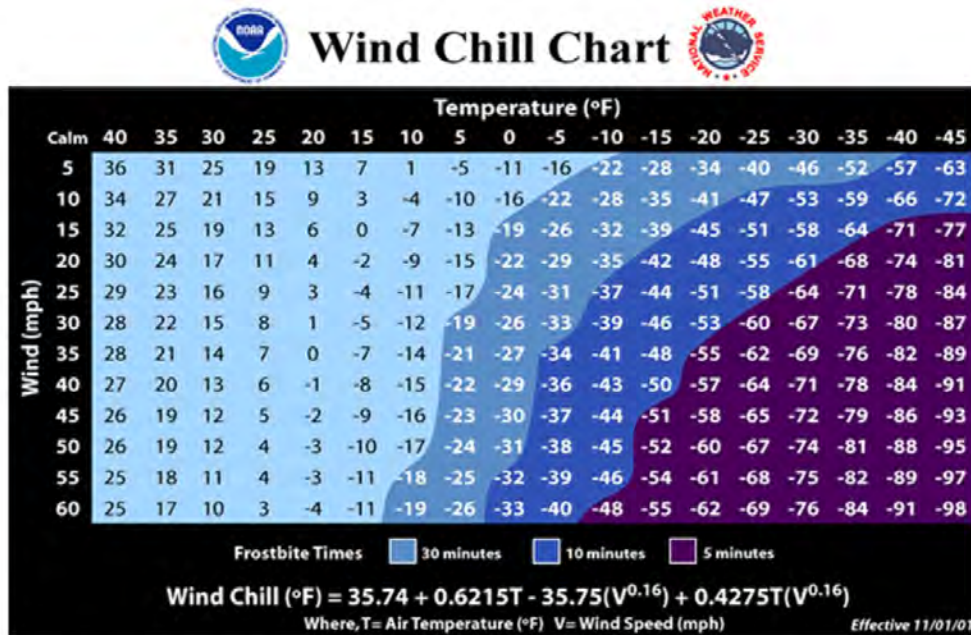 NOAA
Wind Chill Chart
NATIONAL WEATHER SERVICE
Temperature (ºF)
Calm 40 35 30 25 20 15 10 5 0 -5 -10 -15 -20 -25 -30 -35 -40 -45
5 36 31 25 19 13 7 1 -5 -11 -16 -22 -28 -34 -40 -46 -52 -57 -63
10 34 27 21 15 9 3 -4 -10 -16 -22 -28 -35 -41 -47 -53 -59 -66 -72
15 32 25 19 13 6 0 -7 -13 -19 -26 -32 -39 -45 -51 -58 -64 -71 -77
20 30 24 17 11 4 -2 -9 -15 -22 -29 -35 -42 -48 -55 -61 -68 -74 -81
25 29 23 16 9 3 -4 -11 -17 -24 -31 -37 -44 -51 -58 -64 -71 -78 -84
Wind (mph)
30 28 22 15 8 1 -5 -12 -19 -26 -33 -39 -46 -53 -60 -67 -73 -80 -87
35 28 21 14 7 0 -7 -14 -21 -27 -34 -41 -48 -55 -62 -69 -76 -82 -89
40 27 20 13 6 -1 -8 -15 -22 -29 -36 -43 -50 -57 -64 -71 -78 -84 -91
45 26 19 12 5 -2 -9 -16 -23 -30 -37 -44 -51 -58 -65 -72 -79 -86 -93
50 26 19 12 4 -3 -10 -17 -24 -31 -38 -45 -52 -60 -67 -74 -81 -88 -95
55 25 18 11 4 -3 -11 -18 -25 -32 -39 -46 -54 -61 -68 -75 -82 -89 -97
60 25 17 10 3 -4 -11 -19 -26 -33 -40 -48 -55 -62 -69 -76 -84 -91 -98
Frostbite Times 30 minutes 10 minutes 5 minutes
Wind Chill (ºF) = 35.74 + 0.6215T - 35.75(V^0.16) + 0.4275T(V^0.16)
Where, T= Air Temperature (ºF) V= Wind Speed (mph)
Effective 11/01/01